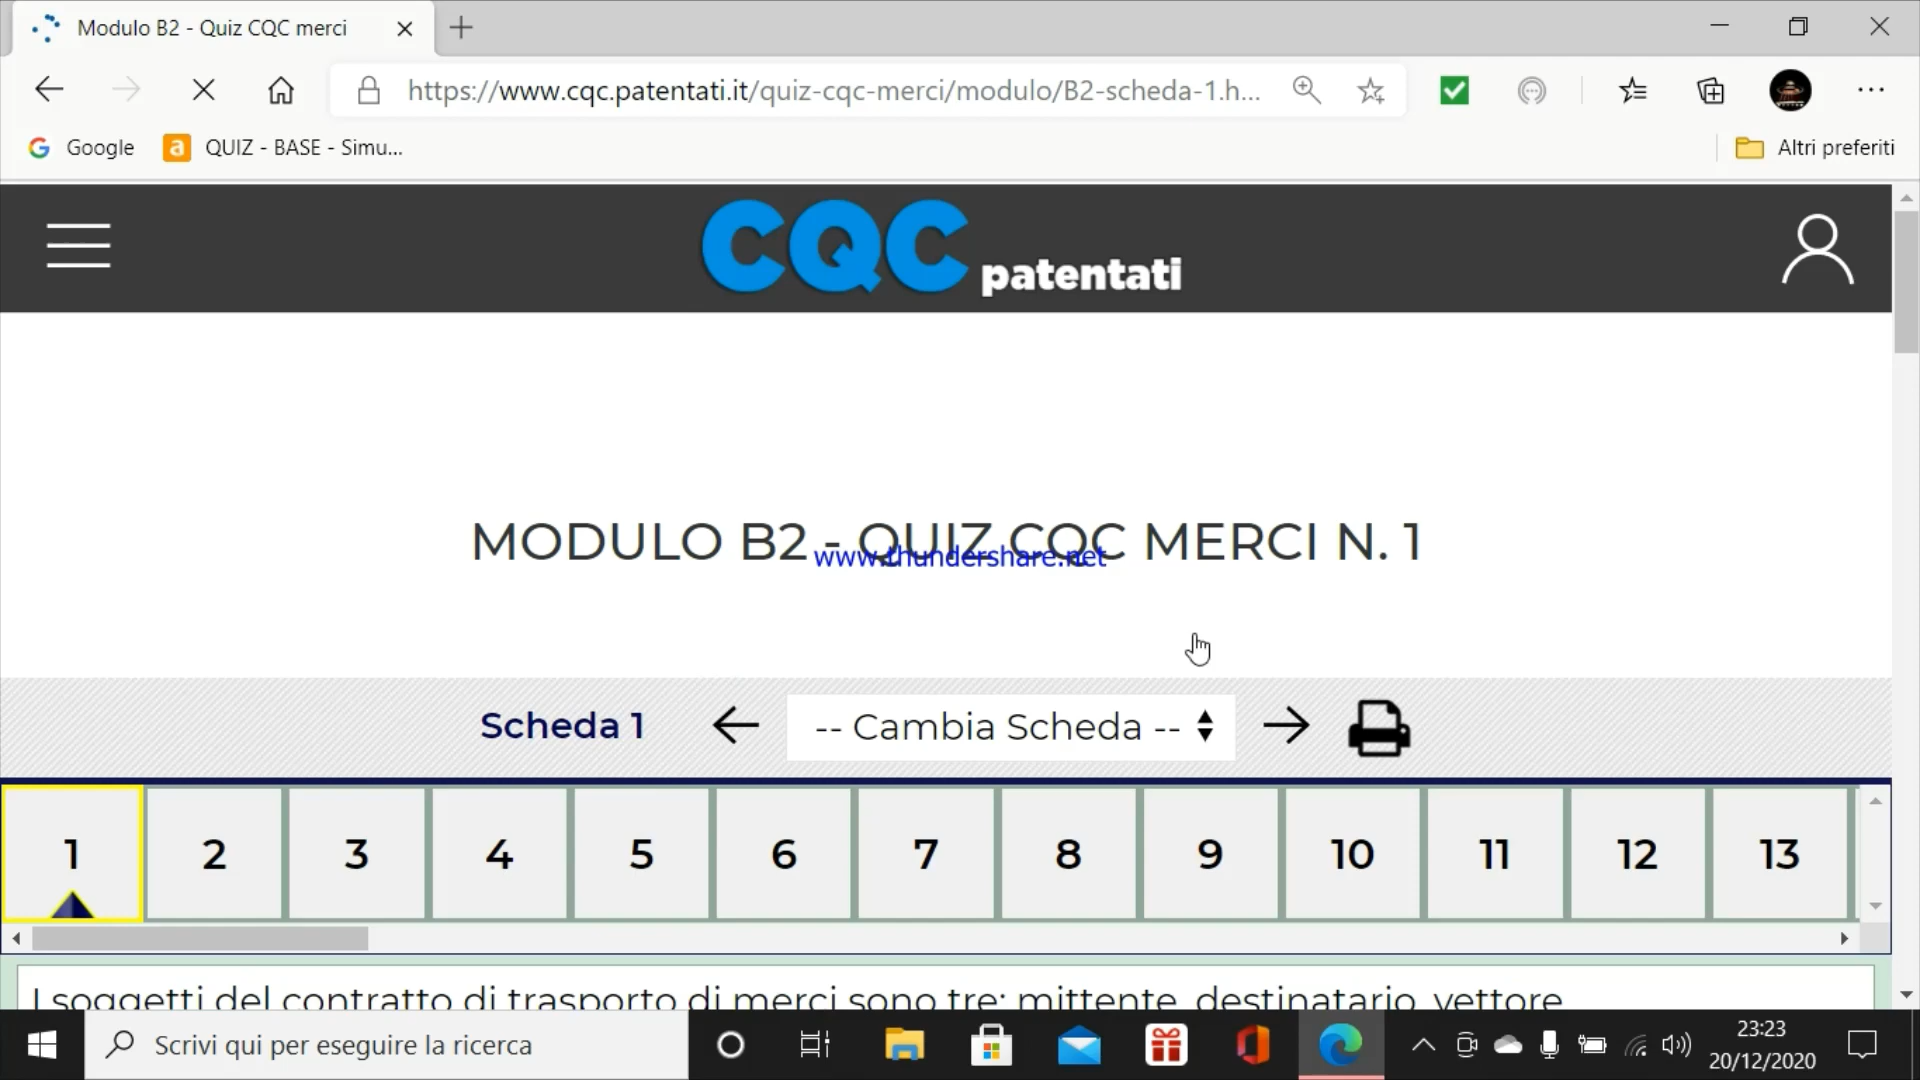 Modulo B2 - Quiz CQC merci
https://www.cqc.patentati.it/quiz-cqc-merci/modulo/B2-scheda-1.h...
Google
QUIZ - BASE - Simu...
Altri preferiti
CQC patentati
MODULO B2 - QUIZ CQC MERCI N. 1
www.thundershare.net
Scheda 1
-- Cambia Scheda --
1 2 3 4 5 6 7 8 9 10 11 12 13
I soggetti del contratto di trasporto di merci sono tre: mittente, destinatario, vettore
Scrivi qui per eseguire la ricerca
23:23
20/12/2020